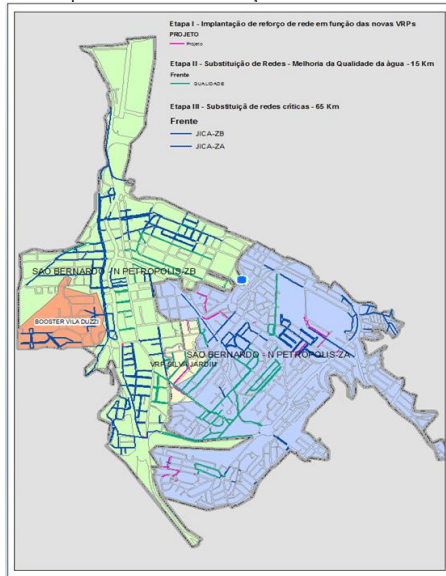 Etapa I - Implantação de reforço de rede em função das novas VRPs
PROJETO
Projeto
Etapa II - Substituição de Redes - Melhoria da Qualidade da água - 15 Km
Frente
QUALIDADE
Etapa III - Substituiçã de redes críticas - 65 Km
Frente
JICA-ZB
JICA-ZA
SAO BERNARDO - N PETROPOLIS-ZB
BOOSTER VILA DUZZI
SAO BERNARDO - N PETROPOLIS-ZA
VRP SILVA JARDIM